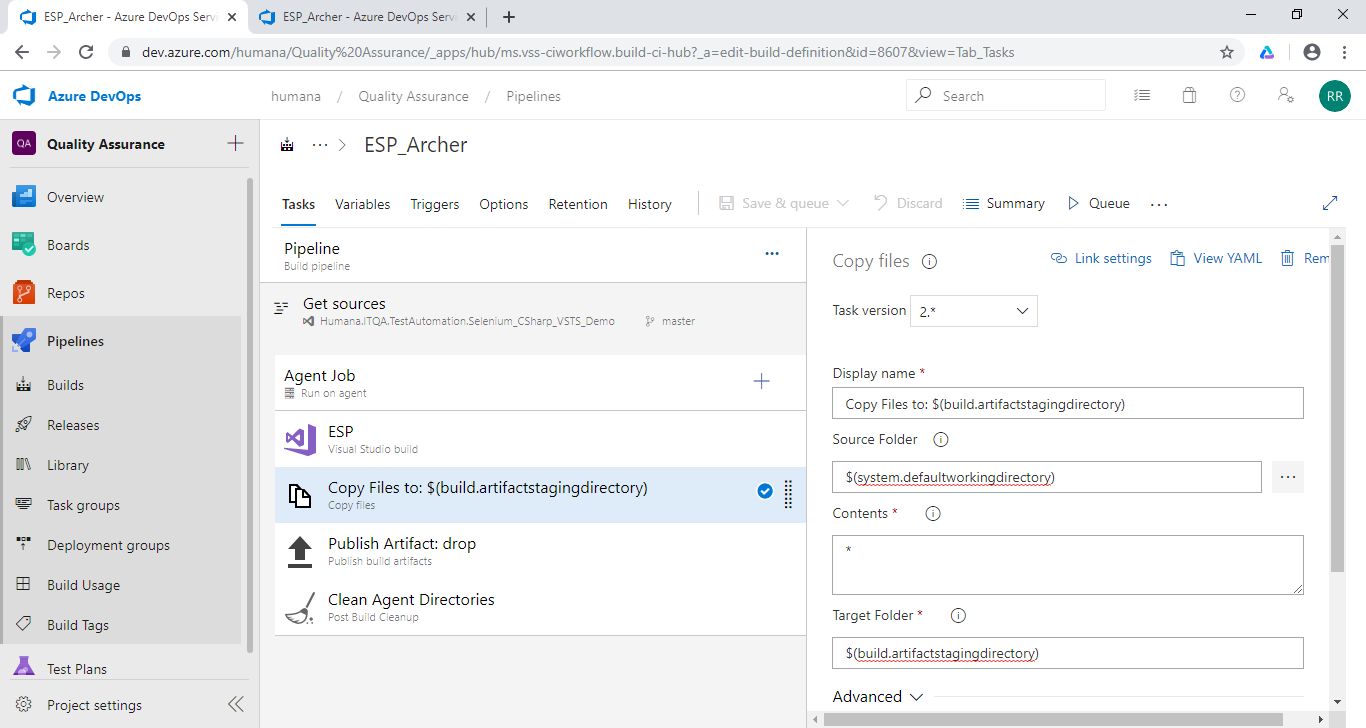 ESP_Archer - Azure DevOps Servi
ESP_Archer - Azure DevOps Servi
dev.azure.com/humana/Quality%20Assurance/_apps/hub/ms.vss-ciworkflow.build-ci-hub?_a=edit-build-definition&id=8607&view=Tab_Tasks
Azure DevOps
humana / Quality Assurance / Pipelines
Search
RR
QA Quality Assurance
Overview
Boards
Repos
Pipelines
Builds
Releases
Library
Task groups
Deployment groups
Build Usage
Build Tags
Test Plans
Project settings
ESP_Archer
Tasks Variables Triggers Options Retention History Save & queue Discard Summary Queue
Pipeline
Build pipeline
Get sources
Humana.ITQA.TestAutomation.Selenium_CSharp_VSTS_Demo master
Agent Job
Run on agent
ESP
Visual Studio build
Copy Files to: $(build.artifactstagingdirectory)
Copy files
Publish Artifact: drop
Publish build artifacts
Clean Agent Directories
Post Build Cleanup
Copy files Link settings View YAML Rem
Task version 2.*
Display name *
Copy Files to: $(build.artifactstagingdirectory)
Source Folder
$(system.defaultworkingdirectory)
Contents *
*
Target Folder *
$(build.artifactstagingdirectory)
Advanced